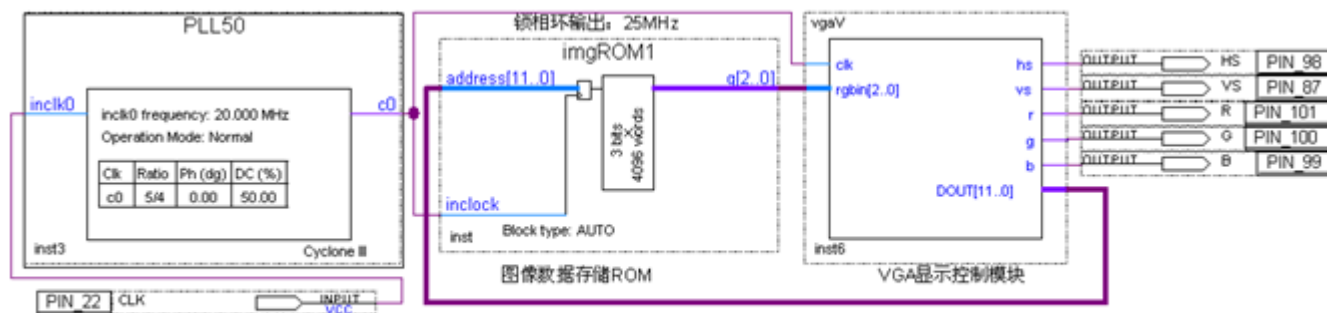 PLL50
inclk0
c0
inclk0 frequency: 20.000 MHz
Operation Mode: Normal
Clk Ratio Ph (dg) DC (%)
c0 5/4 0.00 50.00
inst3
Cyclone III
PIN_22
CLK
INPUT
VCC
锁相环输出：25MHz
imgROM1
address[11..0]
q[2..0]
3 bits
×
4096 words
inclock
inst
Block type: AUTO
图像数据存储ROM
vgaV
clk
rgbin[2..0]
hs
vs
r
g
b
DOUT[11..0]
inst6
VGA显示控制模块
OUTPUT HS PIN_98
OUTPUT VS PIN_87
OUTPUT R PIN_101
OUTPUT G PIN_100
OUTPUT B PIN_99